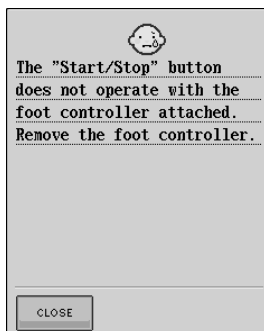 The "Start/Stop" button
does not operate with the
foot controller attached.
Remove the foot controller.
CLOSE